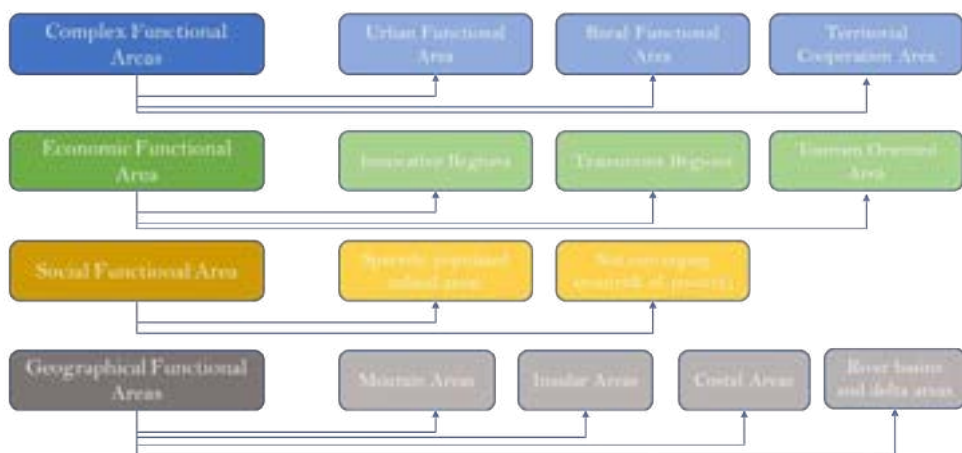 Complex Functional
Areas
Urban Functional
Area
Rural Functional
Area
Territorial
Cooperation Area
Economic Functional
Area
Innovative Regions
Transition Regions
Tourism Oriented
Area
Social Functional Area
Sparsely populated
areas
Geographical Functional
Areas
Mountain Areas
Insular Areas
Costal Areas
River basins
and delta areas